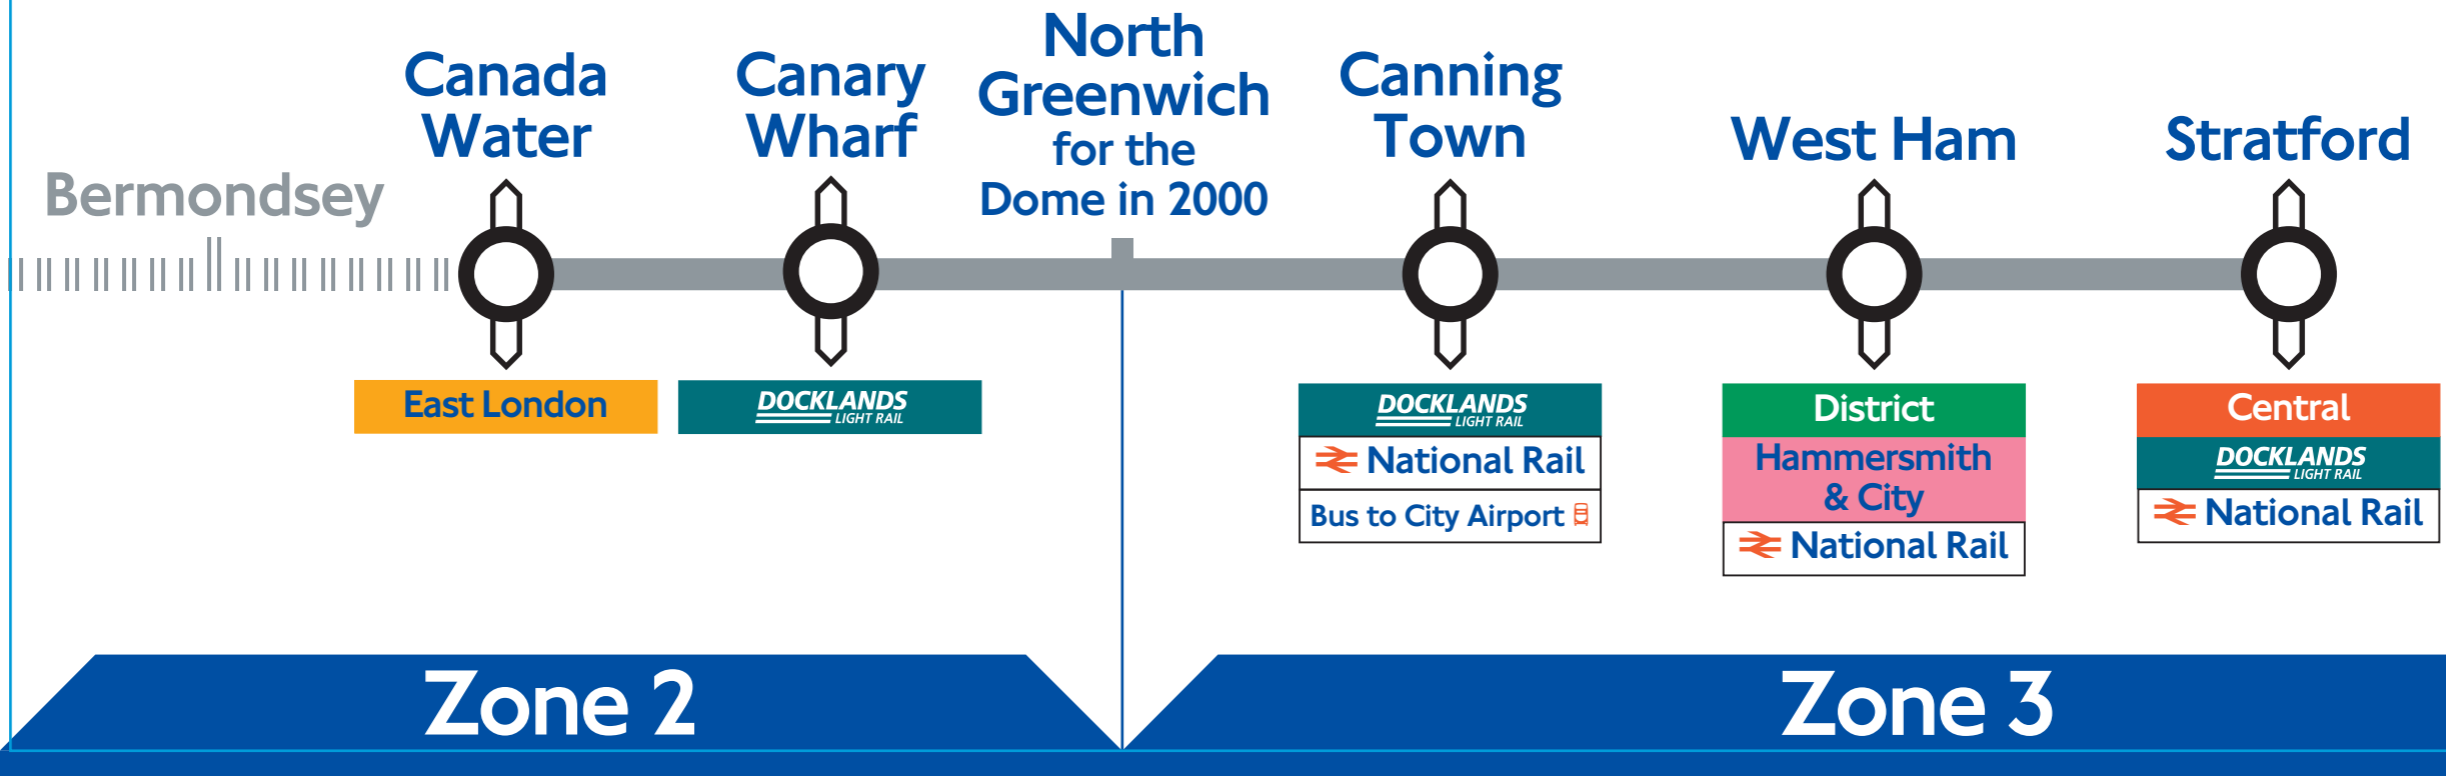 Bermondsey
Canada
Water
Canary
Wharf
North
Greenwich
for the
Dome in 2000
Canning
Town
West Ham
Stratford
East London
DOCKLANDS
LIGHT RAIL
DOCKLANDS
LIGHT RAIL
National Rail
Bus to City Airport
District
Hammersmith
& City
National Rail
Central
DOCKLANDS
LIGHT RAIL
National Rail
Zone 2
Zone 3